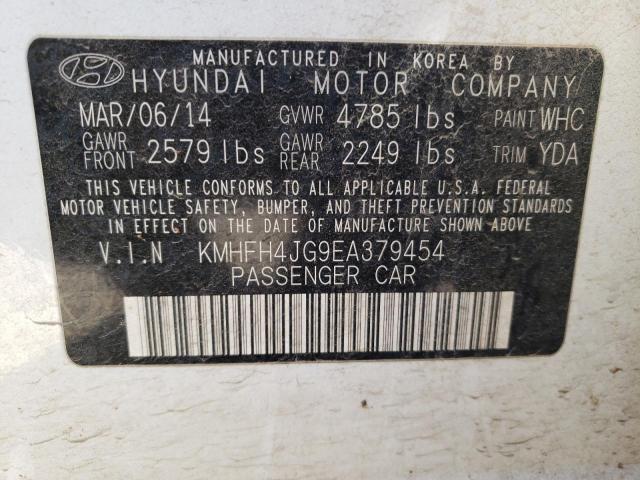 MANUFACTURED IN KOREA BY
HYUNDAI MOTOR COMPANY
MAR/06/14 GVWR 4785 lbs PAINT WHC
GAWR FRONT 2579 lbs GAWR REAR 2249 lbs TRIM YDA
THIS VEHICLE CONFORMS TO ALL APPLICABLE U.S.A. FEDERAL
MOTOR VEHICLE SAFETY, BUMPER, AND THEFT PREVENTION STANDARDS
IN EFFECT ON THE DATE OF MANUFACTURE SHOWN ABOVE
V.I.N KMHFH4JG9EA379454
PASSENGER CAR